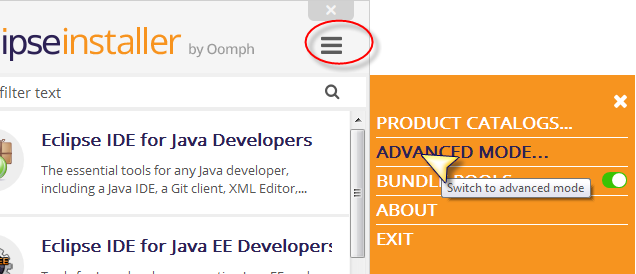 ipseinstaller by Oomph
filter text
Eclipse IDE for Java Developers
The essential tools for any Java developer,
including a Java IDE, a Git client, XML Editor,...
Eclipse IDE for Java EE Developers
PRODUCT CATALOGS...
ADVANCED MODE...
Switch to advanced mode
ABOUT
EXIT